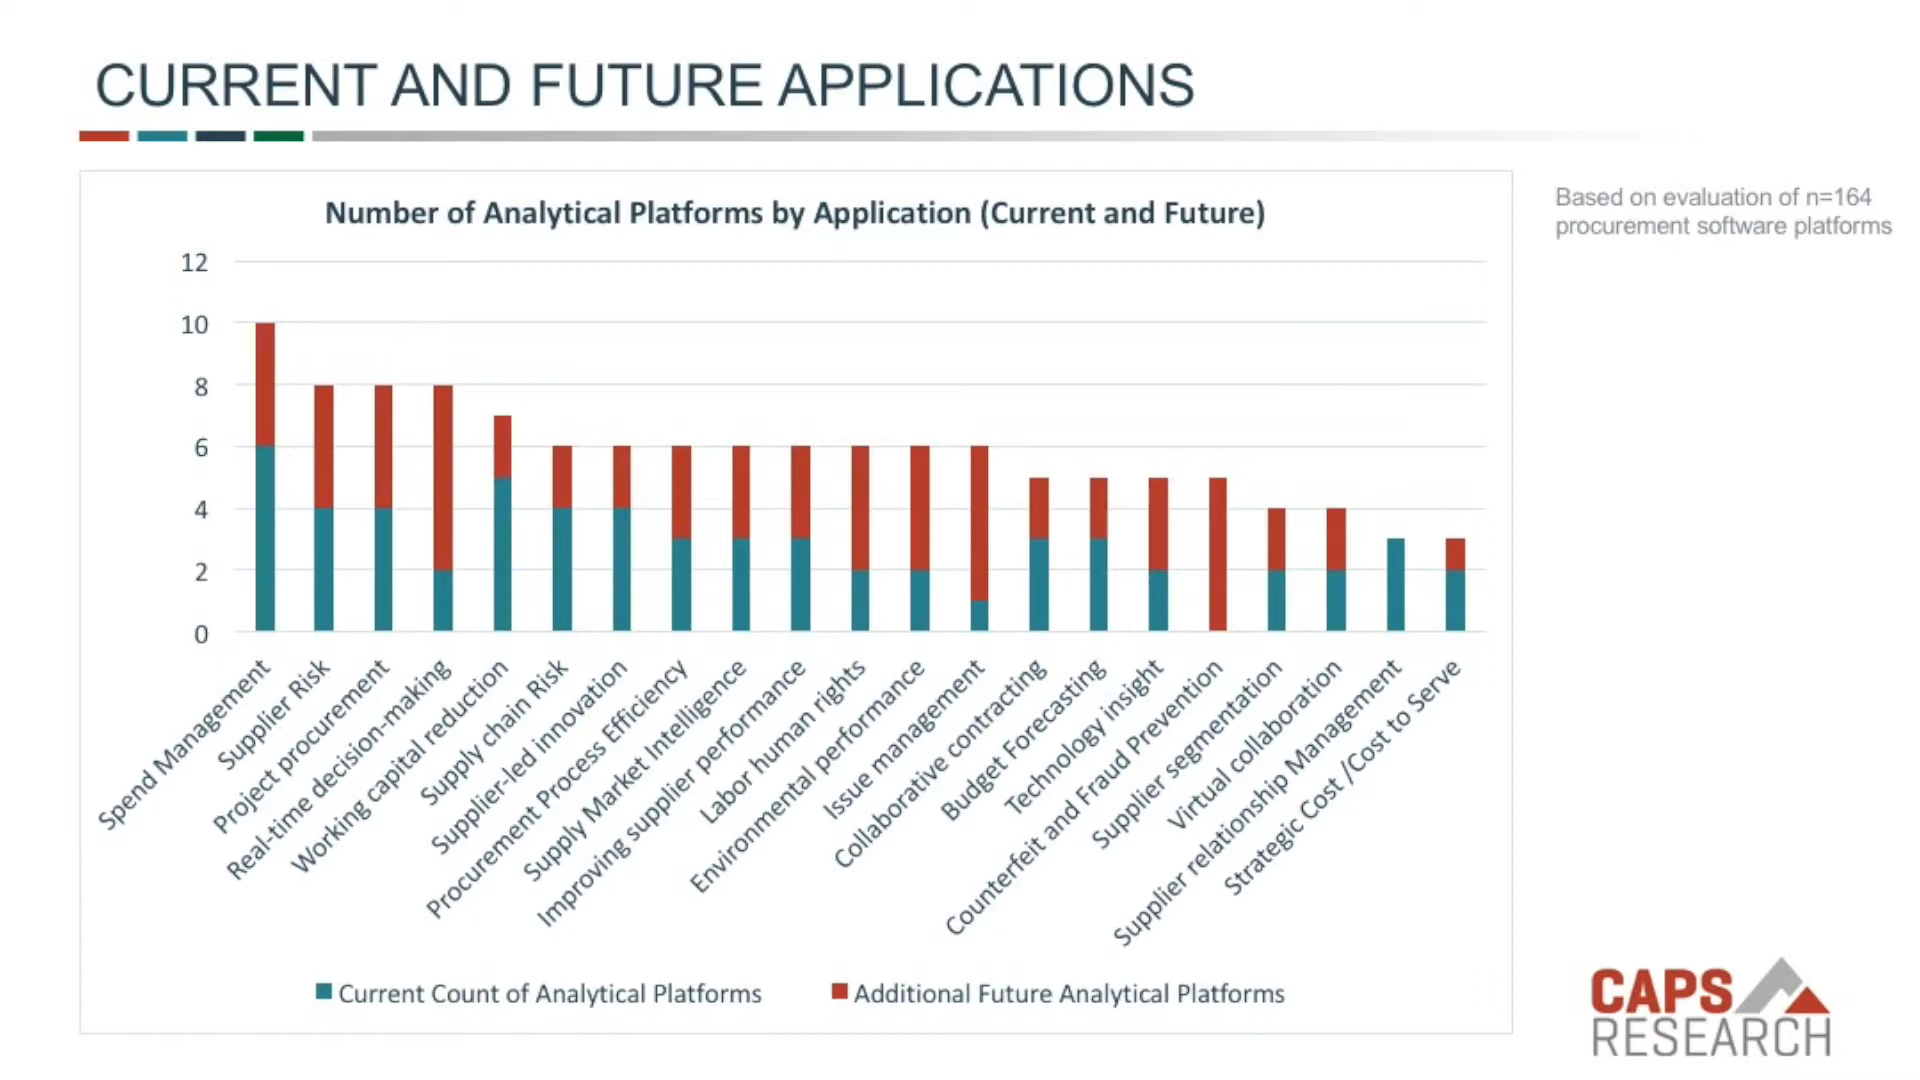 CURRENT AND FUTURE APPLICATIONS
Based on evaluation of n=164
procurement software platforms
Number of Analytical Platforms by Application (Current and Future)
12
10
8
6
4
2
0
Spend Management
Supplier Risk
Project procurement
Real-time decision-making
Working capital reduction
Supply chain Risk
Supplier-led innovation
Procurement Process Efficiency
Supply Market Intelligence
Improving supplier performance
Labor human rights
Environmental performance
Issue management
Collaborative contracting
Budget Forecasting
Technology insight
Counterfeit and Fraud Prevention
Supplier segmentation
Virtual collaboration
Supplier relationship Management
Strategic Cost /Cost to Serve
Current Count of Analytical Platforms
Additional Future Analytical Platforms
CAPS
RESEARCH